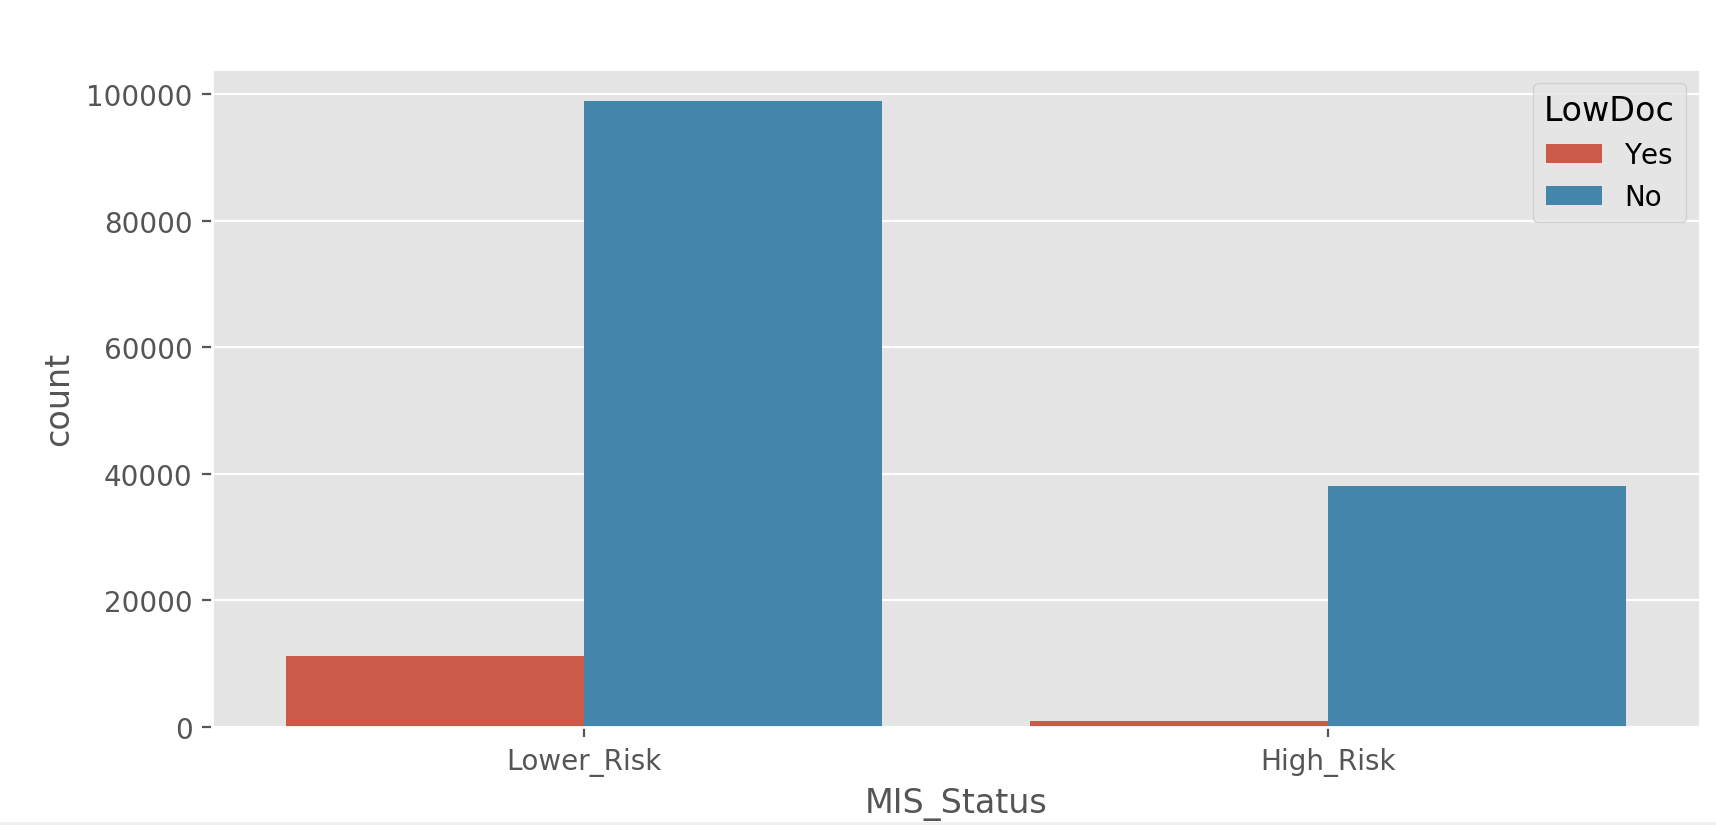 100000
80000
60000
40000
20000
0
count
Lower_Risk
High_Risk
MIS_Status
LowDoc
Yes
No